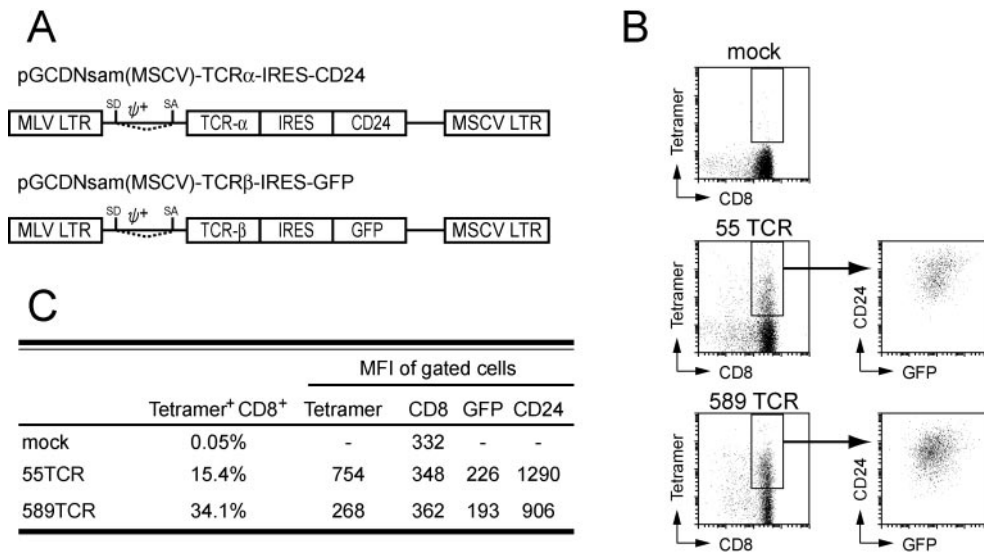 A
pGCDNsam(MSCV)-TCRα-IRES-CD24
SD ψ+ SA
MLV LTR TCR-α IRES CD24 MSCV LTR
pGCDNsam(MSCV)-TCRβ-IRES-GFP
SD ψ+ SA
MLV LTR TCR-β IRES GFP MSCV LTR
B
mock
Tetramer
CD8
55 TCR
Tetramer
CD8
CD24
GFP
589 TCR
Tetramer
CD8
CD24
GFP
C
MFI of gated cells
Tetramer+ CD8+ Tetramer CD8 GFP CD24
mock 0.05% - 332 - -
55TCR 15.4% 754 348 226 1290
589TCR 34.1% 268 362 193 906